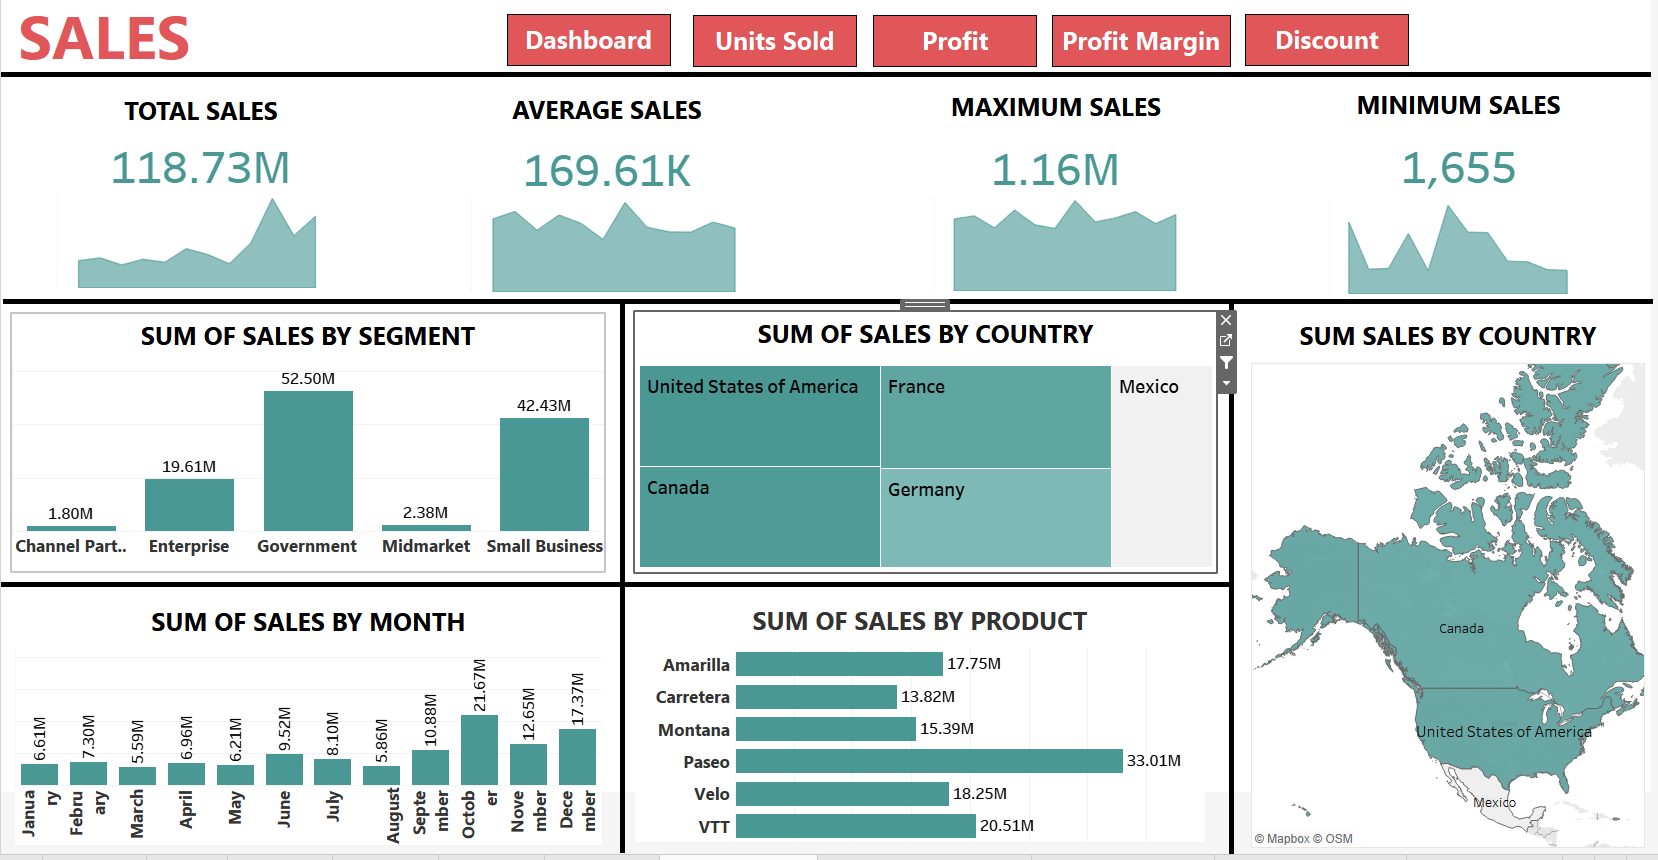 SALES
Dashboard
Units Sold
Profit
Profit Margin
Discount
TOTAL SALES
118.73M
AVERAGE SALES
169.61K
MAXIMUM SALES
1.16M
MINIMUM SALES
1,655
SUM OF SALES BY SEGMENT
52.50M
42.43M
19.61M
1.80M
2.38M
Channel Part..
Enterprise
Government
Midmarket
Small Business
SUM OF SALES BY COUNTRY
United States of America
France
Mexico
Canada
Germany
SUM SALES BY COUNTRY
Canada
United States of America
Mexico
© Mapbox © OSM
SUM OF SALES BY MONTH
6.61M
7.30M
5.59M
6.96M
6.21M
9.52M
8.10M
5.86M
10.88M
21.67M
12.65M
17.37M
Janua
ry
Febru
ary
March
April
May
June
July
August
Septe
mber
Octob
er
Nove
mber
Dece
mber
SUM OF SALES BY PRODUCT
Amarilla 17.75M
Carretera 13.82M
Montana 15.39M
Paseo 33.01M
Velo 18.25M
VTT 20.51M